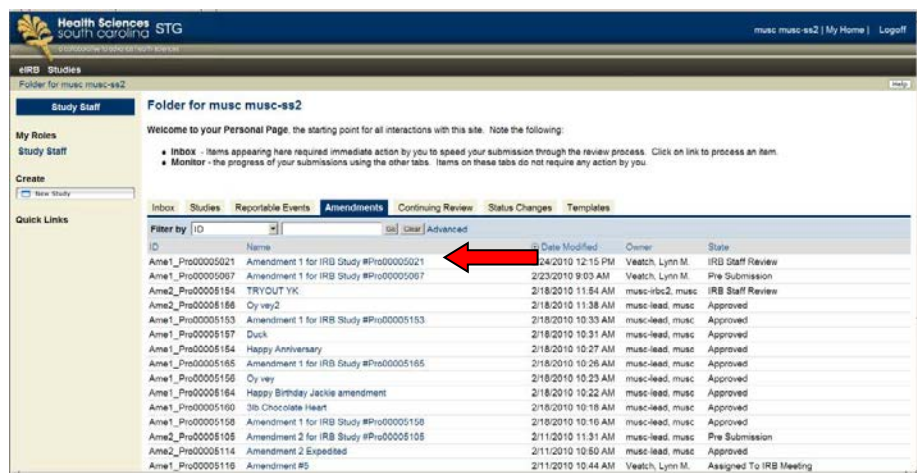 Health Sciences
south carolina STG
musc musc-ss2 | My Home | Logoff
eIRB Studies
Folder for musc musc-ss2
Help
Study Staff
Folder for musc musc-ss2
Welcome to your Personal Page, the starting point for all interactions with this site. Note the following:
My Roles
Study Staff
• Inbox - Items appearing here required immediate action by you to speed your submission through the review process. Click on link to process an item.
• Monitor - the progress of your submissions using the other tabs. Items on these tabs do not require any action by you.
Create
New Study
Quick Links
Inbox Studies Reportable Events Amendments Continuing Review Status Changes Templates
Filter by ID Go Clear Advanced
ID Name Date Modified Owner State
Ame1_Pro00005021 Amendment 1 for IRB Study #Pro00005021 /24/2010 12:15 PM Veatch, Lynn M. IRB Staff Review
Ame1_Pro00005067 Amendment 1 for IRB Study #Pro00005067 2/23/2010 9:03 AM Veatch, Lynn M. Pre Submission
Ame2_Pro00005154 TRYOUT YK 2/18/2010 11:54 AM musc-irbc2, musc IRB Staff Review
Ame2_Pro00005156 Oy vey2 2/18/2010 11:38 AM musc-lead, musc Approved
Ame1_Pro00005153 Amendment 1 for IRB Study #Pro00005153 2/18/2010 10:33 AM musc-lead, musc Approved
Ame1_Pro00005157 Duck 2/18/2010 10:31 AM musc-lead, musc Approved
Ame1_Pro00005154 Happy Anniversary 2/18/2010 10:27 AM musc-lead, musc Approved
Ame1_Pro00005165 Amendment 1 for IRB Study #Pro00005165 2/18/2010 10:26 AM musc-lead, musc Approved
Ame1_Pro00005156 Oy vey 2/18/2010 10:23 AM musc-lead, musc Approved
Ame1_Pro00005164 Happy Birthday Jackie amendment 2/18/2010 10:22 AM musc-lead, musc Approved
Ame1_Pro00005160 3lb Chocolate Heart 2/18/2010 10:18 AM musc-lead, musc Approved
Ame1_Pro00005158 Amendment 1 for IRB Study #Pro00005158 2/18/2010 10:16 AM musc-lead, musc Approved
Ame2_Pro00005105 Amendment 2 for IRB Study #Pro00005105 2/11/2010 11:31 AM musc-lead, musc Pre Submission
Ame2_Pro00005114 Amendment 2 Expedited 2/11/2010 10:50 AM musc-lead, musc Approved
Ame1_Pro00005116 Amendment #5 2/11/2010 10:44 AM Veatch, Lynn M. Assigned To IRB Meeting